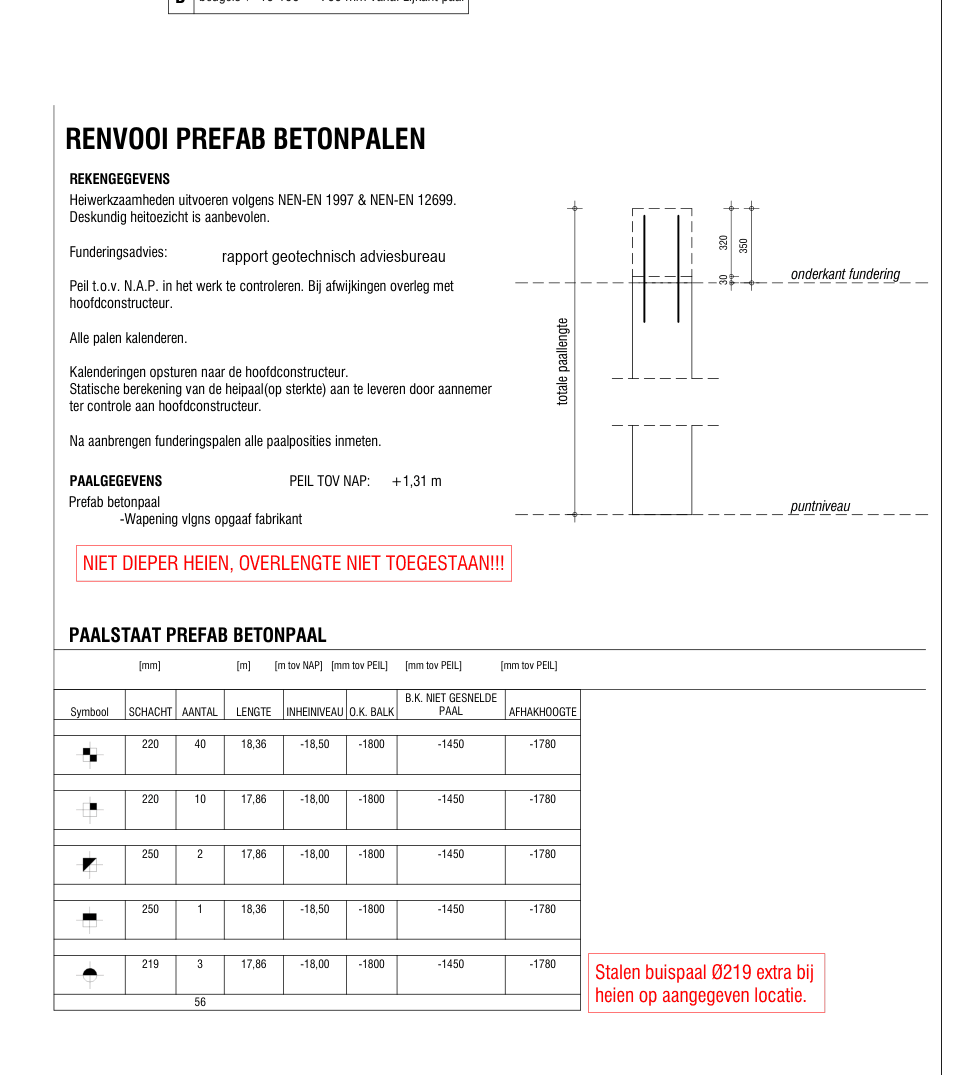 RENVOOI PREFAB BETONPALEN
REKENGEGEVENS
Heiwerkzaamheden uitvoeren volgens NEN-EN 1997 & NEN-EN 12699.
Deskundig heitoezicht is aanbevolen.
Funderingsadvies: rapport geotechnisch adviesbureau
Peil t.o.v. N.A.P. in het werk te controleren. Bij afwijkingen overleg met
hoofdconstructeur.
Alle palen kalenderen.
Kalenderingen opsturen naar de hoofdconstructeur.
Statische berekening van de heipaal(op sterkte) aan te leveren door aannemer
ter controle aan hoofdconstructeur.
Na aanbrengen funderingspalen alle paalposities inmeten.
PAALGEGEVENS PEIL TOV NAP: +1,31 m
Prefab betonpaal
-Wapening vlgns opgaaf fabrikant
NIET DIEPER HEIEN, OVERLENGTE NIET TOEGESTAAN!!!
totale paallengte
320
350
30
onderkant fundering
puntniveau
PAALSTAAT PREFAB BETONPAAL
[mm] [m] [m tov NAP] [mm tov PEIL] [mm tov PEIL] [mm tov PEIL]
Symbool SCHACHT AANTAL LENGTE INHEINIVEAU O.K. BALK B.K. NIET GESNELDE PAAL AFHAKHOOGTE
220 40 18,36 -18,50 -1800 -1450 -1780
220 10 17,86 -18,00 -1800 -1450 -1780
250 2 17,86 -18,00 -1800 -1450 -1780
250 1 18,36 -18,50 -1800 -1450 -1780
219 3 17,86 -18,00 -1800 -1450 -1780
56
Stalen buispaal Ø219 extra bij
heien op aangegeven locatie.